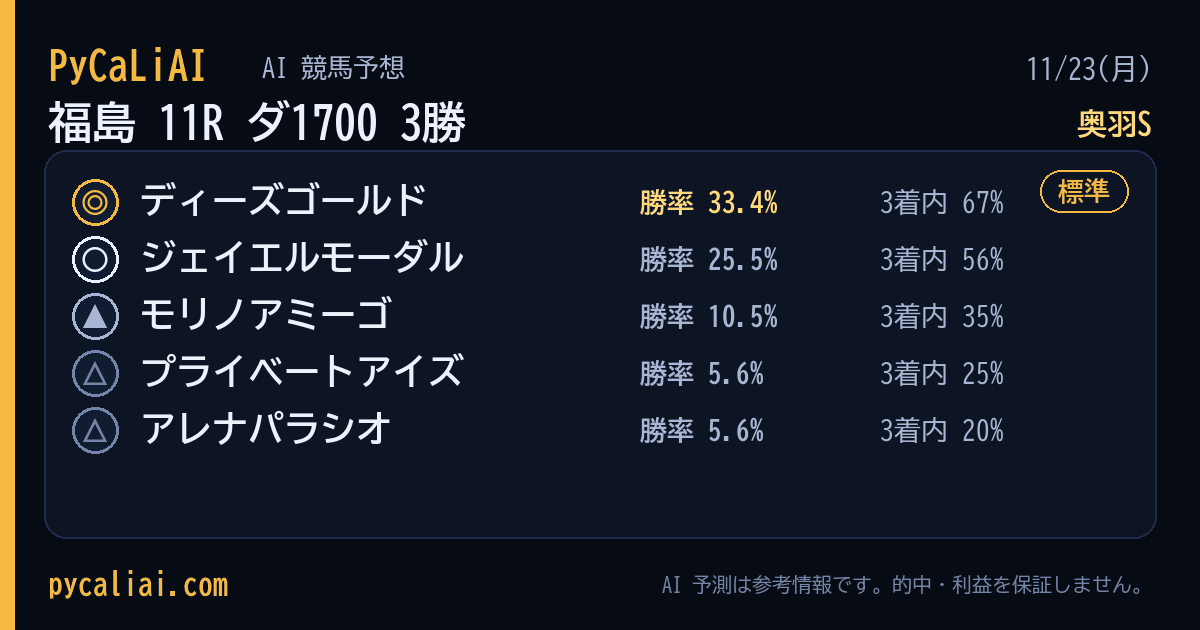 PyCaLiAI AI 競馬予想 11/23(月)
福島 11R ダ1700 3勝 奥羽S
標準
◎ ディーズゴールド 勝率 33.4% 3着内 67%
○ ジェイエルモーダル 勝率 25.5% 3着内 56%
▲ モリノアミーゴ 勝率 10.5% 3着内 35%
△ プライベートアイズ 勝率 5.6% 3着内 25%
△ アレナパラシオ 勝率 5.6% 3着内 20%
pycaliai.com AI 予測は参考情報です。的中・利益を保証しません。